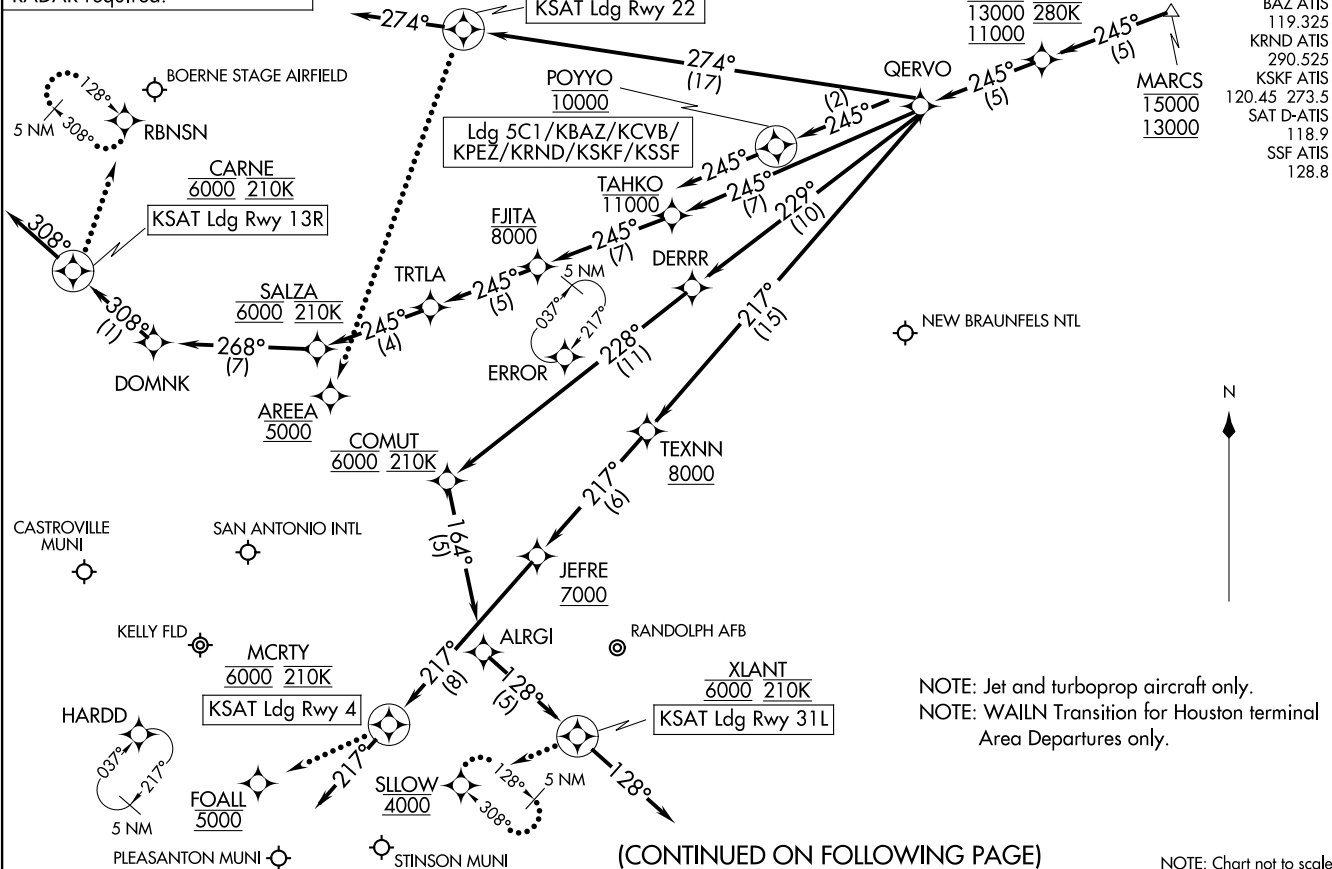 RADAR required.
274°
KSAT Ldg Rwy 22
13000 280K
11000
245°
(5)
BAZ ATIS
119.325
KRND ATIS
290.525
KSKF ATIS
120.45 273.5
SAT D-ATIS
118.9
SSF ATIS
128.8
MARCS
15000
13000
QERVO
245°
(5)
274°
(17)
BOERNE STAGE AIRFIELD
128°
308°
5 NM
RBNSN
POYYO
10000
(2)
245°
Ldg 5C1/KBAZ/KCVB/
KPEZ/KRND/KSKF/KSSF
245°
CARNE
6000 210K
KSAT Ldg Rwy 13R
308°
TAHKO
11000
245°
(7)
229°
(10)
FJITA
8000
245°
(7)
DERRR
TRTLA
245°
(5)
5 NM
037°
217°
ERROR
217°
(15)
NEW BRAUNFELS NTL
SALZA
6000 210K
245°
(4)
308°
(1)
268°
(7)
DOMNK
228°
(11)
AREEA
5000
N
COMUT
6000 210K
TEXNN
8000
217°
(6)
CASTROVILLE
MUNI
SAN ANTONIO INTL
164°
(5)
JEFRE
7000
KELLY FLD
ALRGI
RANDOLPH AFB
MCRTY
6000 210K
KSAT Ldg Rwy 4
217°
(8)
128°
(5)
XLANT
6000 210K
KSAT Ldg Rwy 31L
NOTE: Jet and turboprop aircraft only.
NOTE: WAILN Transition for Houston terminal
Area Departures only.
HARDD
037°
217°
5 NM
217°
FOALL
5000
SLLOW
4000
128°
308°
5 NM
128°
PLEASANTON MUNI
STINSON MUNI
(CONTINUED ON FOLLOWING PAGE)
NOTE: Chart not to scale